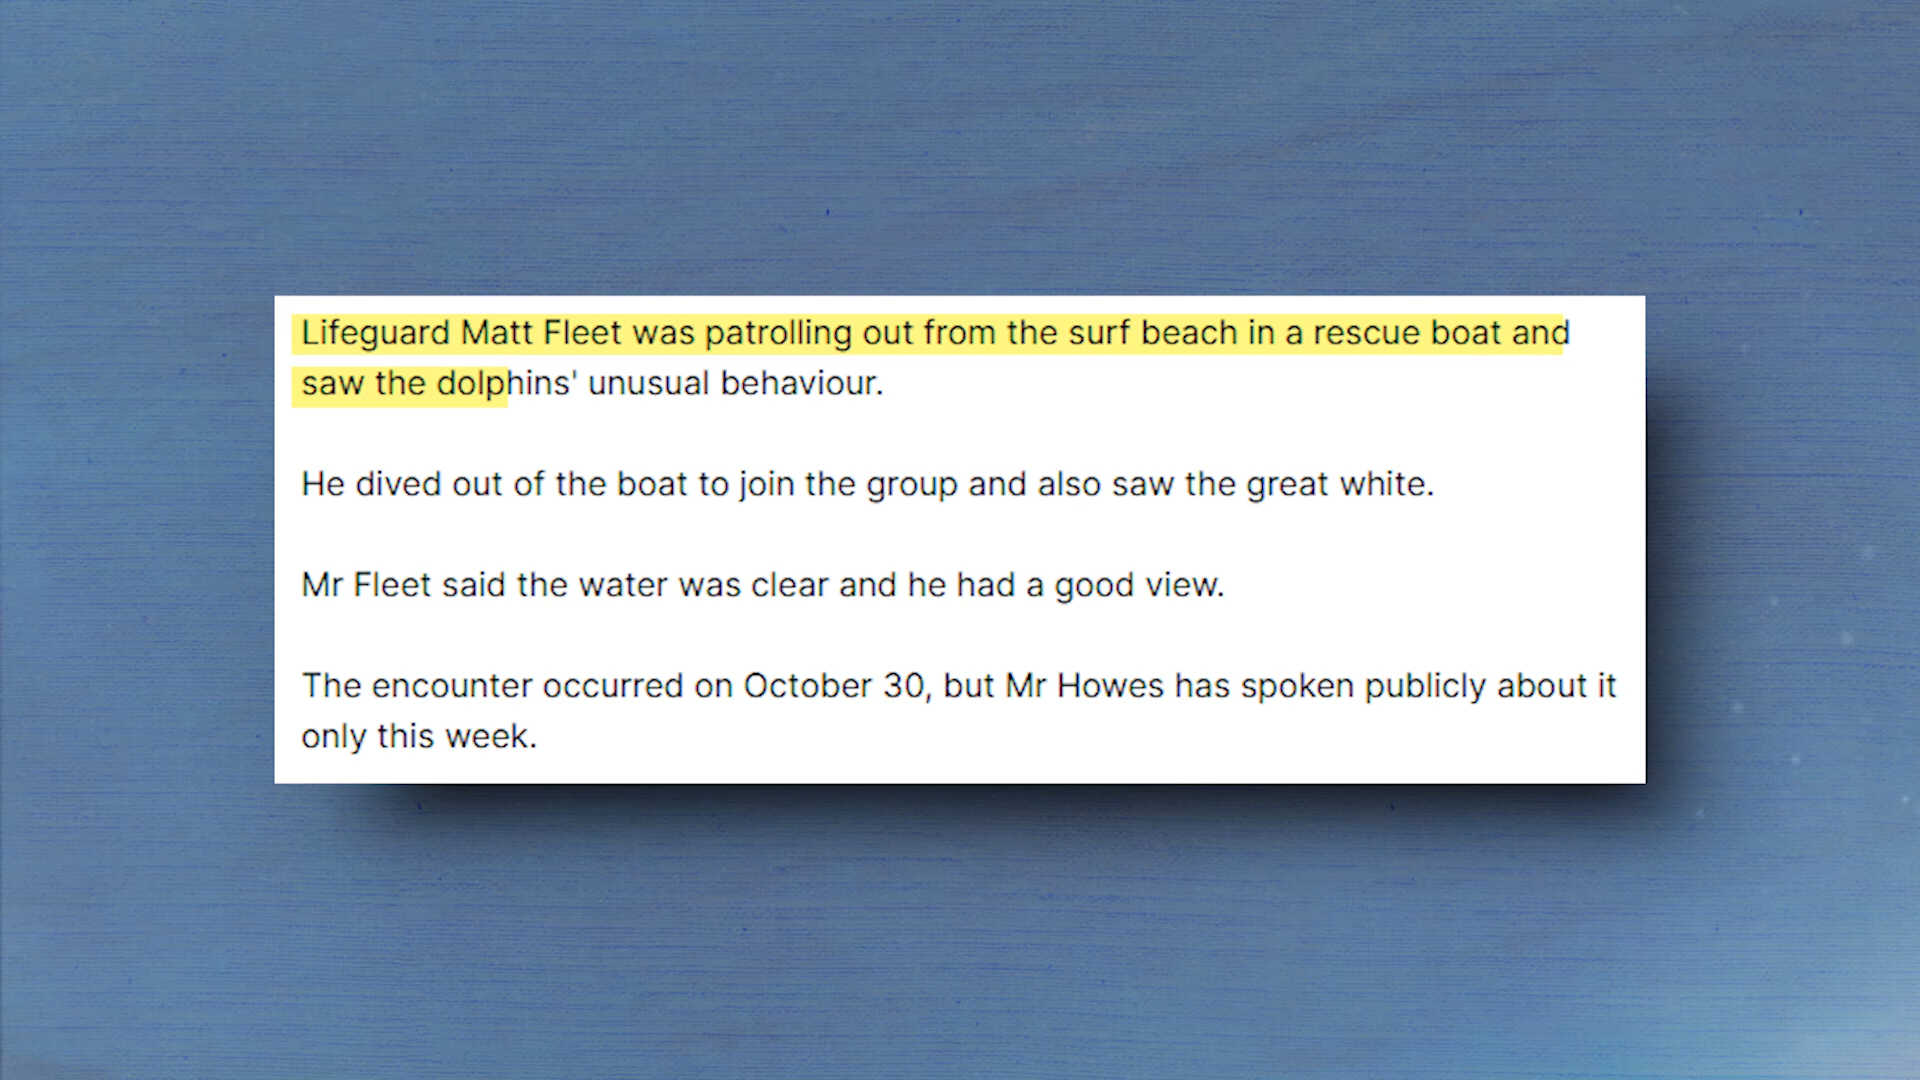 Lifeguard Matt Fleet was patrolling out from the surf beach in a rescue boat and
saw the dolphins' unusual behaviour.
He dived out of the boat to join the group and also saw the great white.
Mr Fleet said the water was clear and he had a good view.
The encounter occurred on October 30, but Mr Howes has spoken publicly about it
only this week.